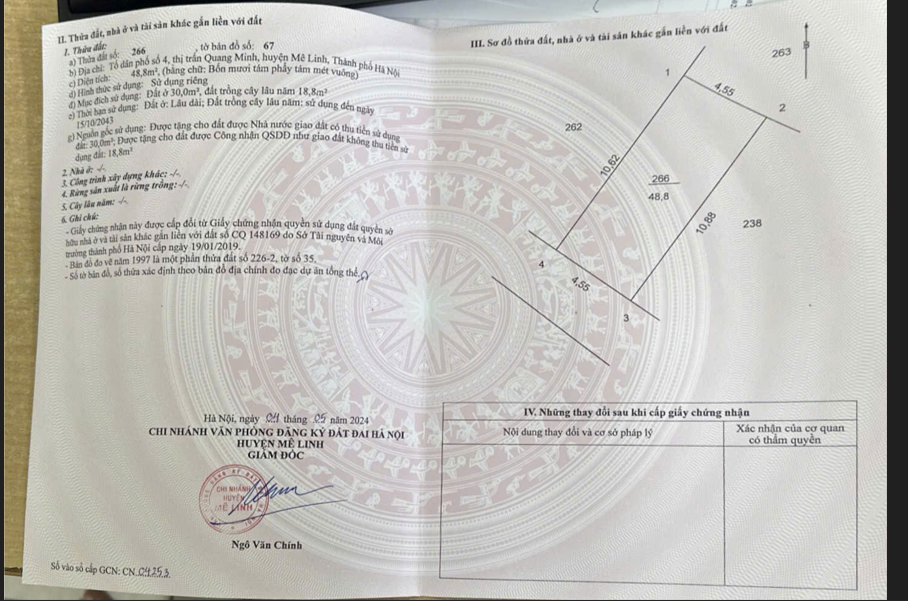 II. Thửa đất, nhà ở và tài sản khác gắn liền với đất
1. Thửa đất:
a) Thửa đất số: 266 , tờ bản đồ số: 67
b) Địa chỉ: Tổ dân phố số 4, thị trấn Quang Minh, huyện Mê Linh, Thành phố Hà Nội
c) Diện tích: 48,8m², (bằng chữ: Bốn mươi tám phẩy tám mét vuông)
d) Hình thức sử dụng: Sử dụng riêng
đ) Mục đích sử dụng: Đất ở 30,0m², đất trồng cây lâu năm 18,8m²
e) Thời hạn sử dụng: Đất ở: Lâu dài; Đất trồng cây lâu năm: sử dụng đến ngày
15/10/2043
g) Nguồn gốc sử dụng: Được tặng cho đất được Nhà nước giao đất có thu tiền sử dụng
đất: 30,0m²; Được tặng cho đất được Công nhận QSDĐ như giao đất không thu tiền sử
dụng đất: 18,8m²
2. Nhà ở: -/-
3. Công trình xây dựng khác: -/-
4. Rừng sản xuất là rừng trồng: -/-
5. Cây lâu năm: -/-
6. Ghi chú:
- Giấy chứng nhận này được cấp đổi từ Giấy chứng nhận quyền sử dụng đất quyền sở
hữu nhà ở và tài sản khác gắn liền với đất số CQ 148169 do Sở Tài nguyên và Môi
trường thành phố Hà Nội cấp ngày 19/01/2019.
- Bản đồ đo vẽ năm 1997 là một phần thửa đất số 226-2, tờ số 35.
- Số tờ bản đồ, số thửa xác định theo bản đồ địa chính đo đạc dự án tổng thể.
Hà Nội, ngày 04 tháng 05 năm 2024
CHI NHÁNH VĂN PHÒNG ĐĂNG KÝ ĐẤT ĐAI HÀ NỘI
HUYỆN MÊ LINH
GIÁM ĐỐC
CHI NHÁNH
HUYỆN
MÊ LINH
Ngô Văn Chính
Số vào sổ cấp GCN: CN 04253
III. Sơ đồ thửa đất, nhà ở và tài sản khác gắn liền với đất
263
B
1
4,55
2
262
10,62
266
48,8
10,88
238
4
4,55
3
IV. Những thay đổi sau khi cấp giấy chứng nhận
Nội dung thay đổi và cơ sở pháp lý
Xác nhận của cơ quan
có thẩm quyền